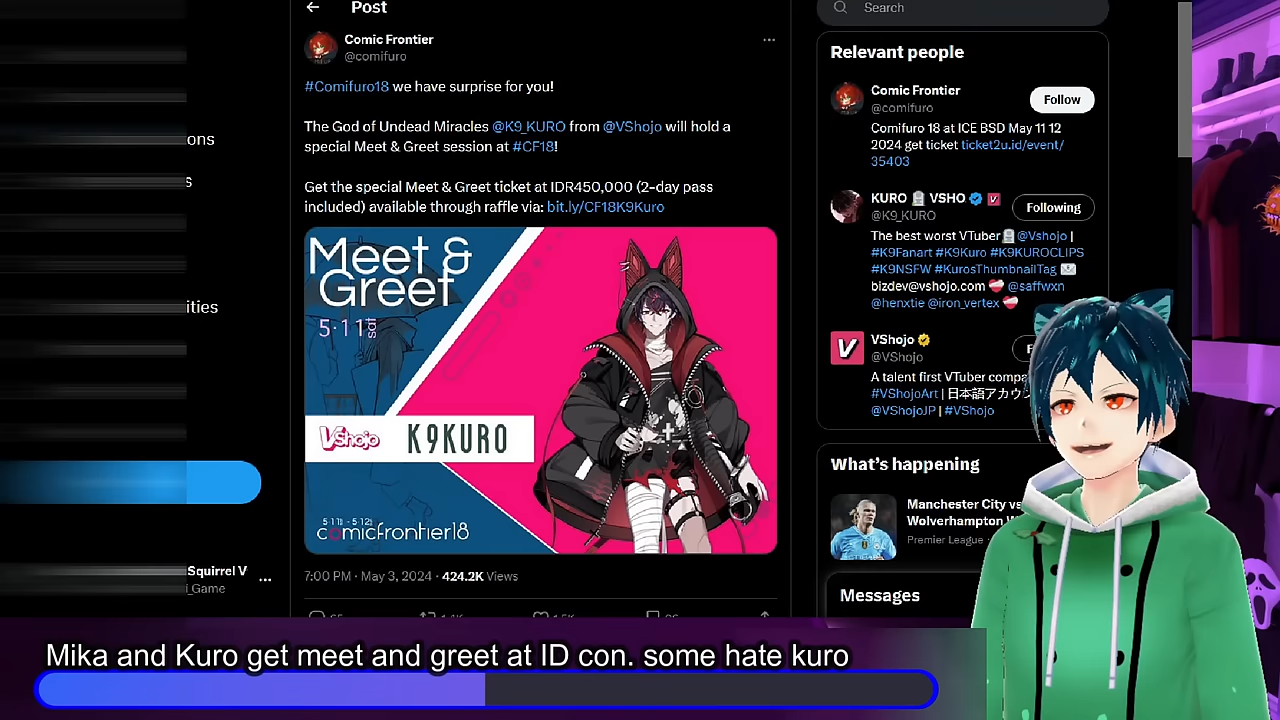 Post
Search
Comic Frontier
@comifuro
#Comifuro18 we have surprise for you!
The God of Undead Miracles @K9_KURO from @VShojo will hold a
special Meet & Greet session at #CF18!
Get the special Meet & Greet ticket at IDR450,000 (2-day pass
included) available through raffle via: bit.ly/CF18K9Kuro
Meet &
Greet
5·11 sat
VShojo K9KURO
5·11 - 5·12
comicfrontier18
7:00 PM · May 3, 2024 · 424.2K Views
Relevant people
Comic Frontier
@comifuro
Follow
Comifuro 18 at ICE BSD May 11 12
2024 get ticket ticket2u.id/event/
35403
KURO 🪦 VSHO
@K9_KURO
Following
The best worst VTuber🪦@Vshojo |
#K9Fanart #K9Kuro #K9KUROCLIPS
#K9NSFW #KurosThumbnailTag 📨
bizdev@vshojo.com ❤️‍🩹 @saffwxn
@henxtie @iron_vertex ❤️‍🩹
VShojo
@VShojo
F
A talent first VTuber compa
#VShojoArt | 日本語アカウン
@VShojoJP | #VShojo
What's happening
Manchester City vs
Wolverhampton W
Premier League ·
Messages
ons
s
ities
Squirrel V
i_Game
Mika and Kuro get meet and greet at ID con. some hate kuro